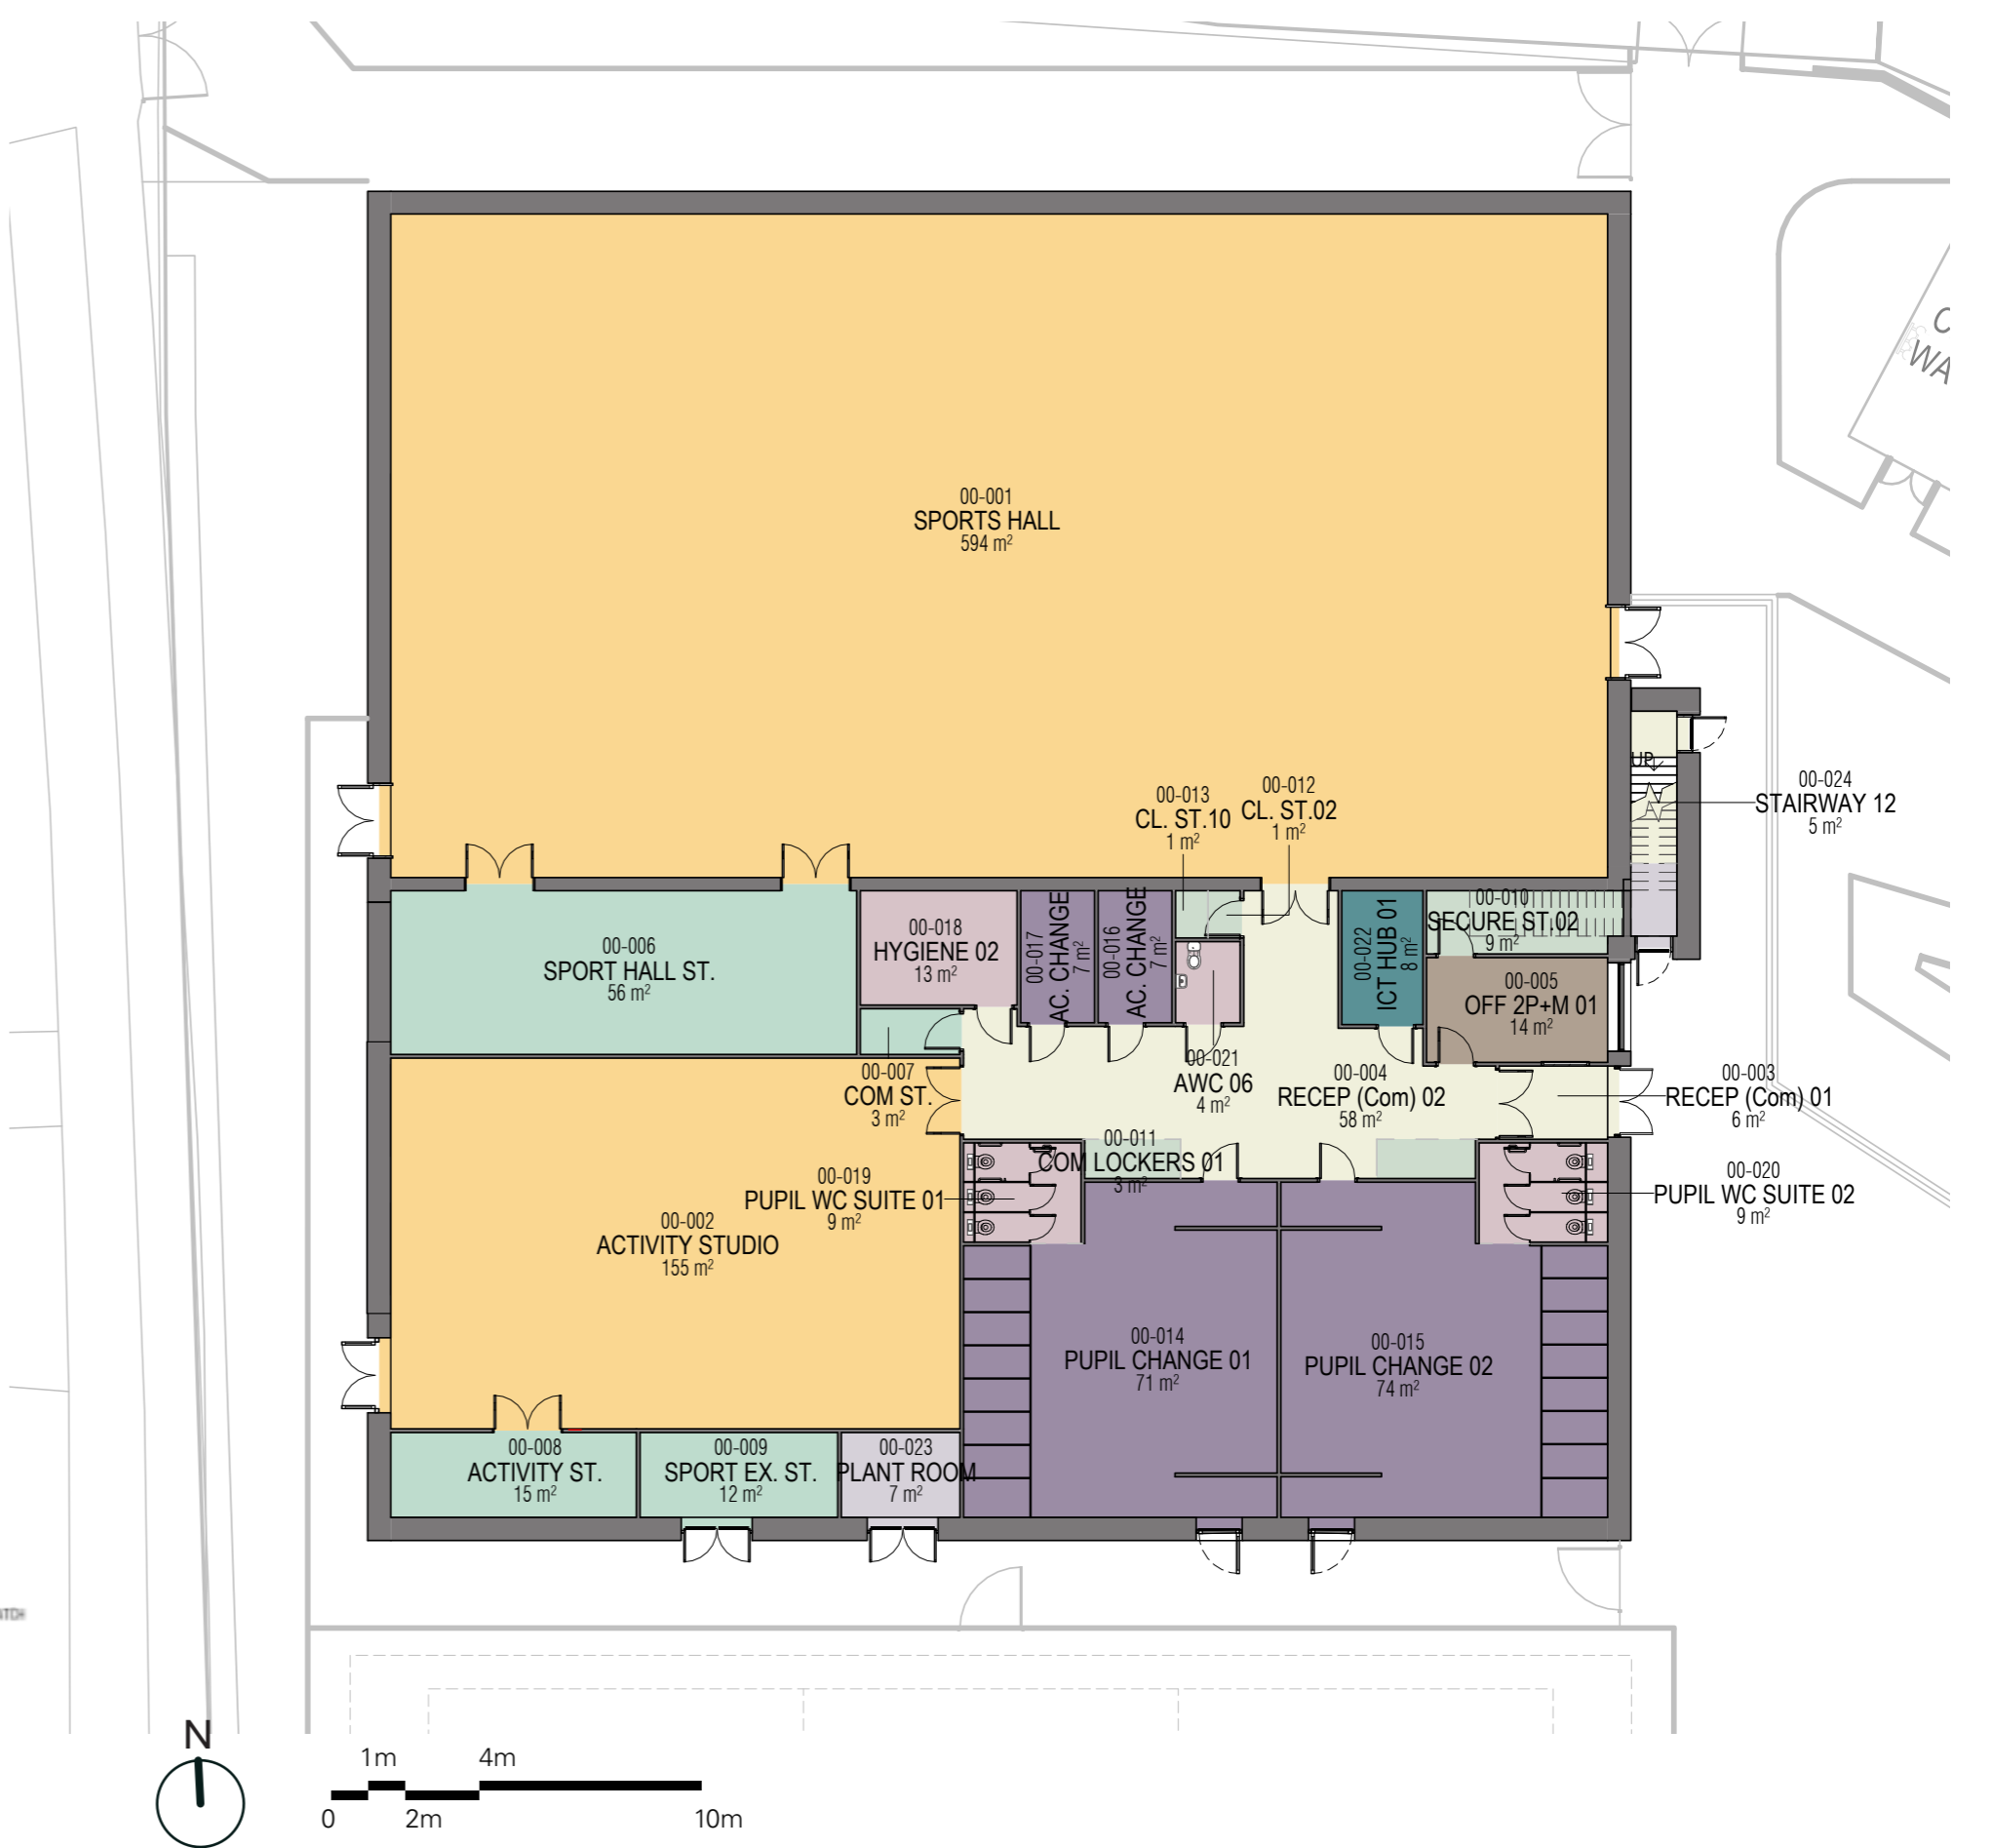 00-001
SPORTS HALL
594 m²
00-013
CL. ST.10
1 m²
00-012
CL. ST.02
1 m²
UP
00-024
STAIRWAY 12
5 m²
00-006
SPORT HALL ST.
56 m²
00-018
HYGIENE 02
13 m²
00-017
AC. CHANGE
7 m²
00-016
AC. CHANGE
7 m²
00-022
ICT HUB 01
8 m²
00-010
SECURE ST.02
9 m²
00-005
OFF 2P+M 01
14 m²
00-007
COM ST.
3 m²
00-021
AWC 06
4 m²
00-004
RECEP (Com) 02
58 m²
00-003
RECEP (Com) 01
6 m²
00-011
COM LOCKERS 01
3 m²
00-019
PUPIL WC SUITE 01
9 m²
00-020
PUPIL WC SUITE 02
9 m²
00-002
ACTIVITY STUDIO
155 m²
00-014
PUPIL CHANGE 01
71 m²
00-015
PUPIL CHANGE 02
74 m²
00-008
ACTIVITY ST.
15 m²
00-009
SPORT EX. ST.
12 m²
00-023
PLANT ROOM
7 m²
N
1m 4m
0 2m 10m